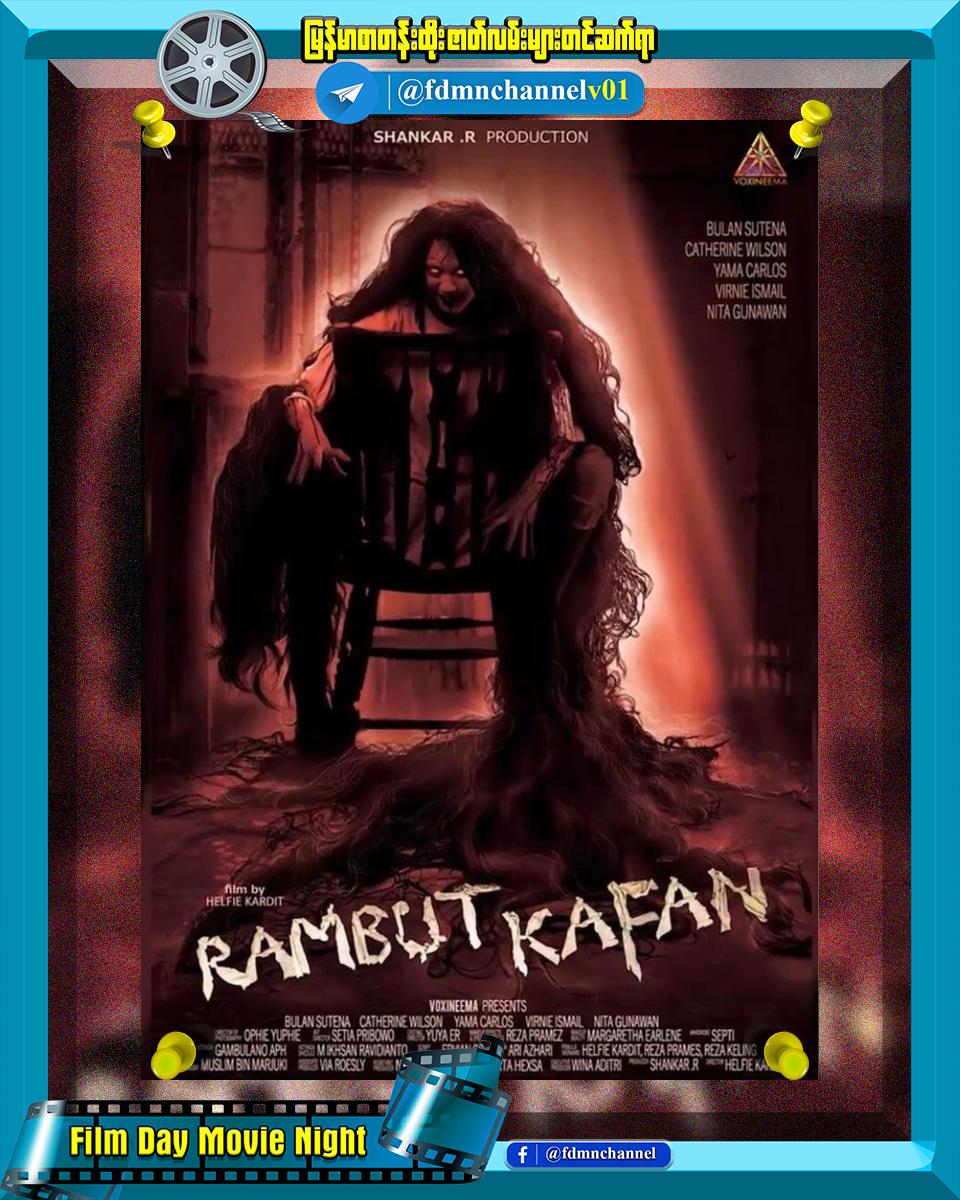 မြန်မာစာတန်းထိုးဇာတ်လမ်းများတင်ဆက်ရာ
@fdmnchannelv01
SHANKAR .R PRODUCTION
VOXINEEMA
BULAN SUTENA
CATHERINE WILSON
YAMA CARLOS
VIRNIE ISMAIL
NITA GUNAWAN
film by
HELFIE KARDIT
RAMBUT KAFAN
VOXINEEMA PRESENTS
BULAN SUTENA CATHERINE WILSON YAMA CARLOS VIRNIE ISMAIL NITA GUNAWAN
OPHIE YUPHIE SETIA PRIBOWO YUYA ER REZA PRAMEZ MARGARETHA EARLENE SEPTI
GAMBULANO APH M IKHSAN RAVIDIANTO ARI AZHARI HELFIE KARDIT, REZA PRAMES, REZA KELING
MUSLIM BIN MARJUKI VIA ROESLY HEXSA WINA ADITRI SHANKAR .R
Film Day Movie Night
@fdmnchannel